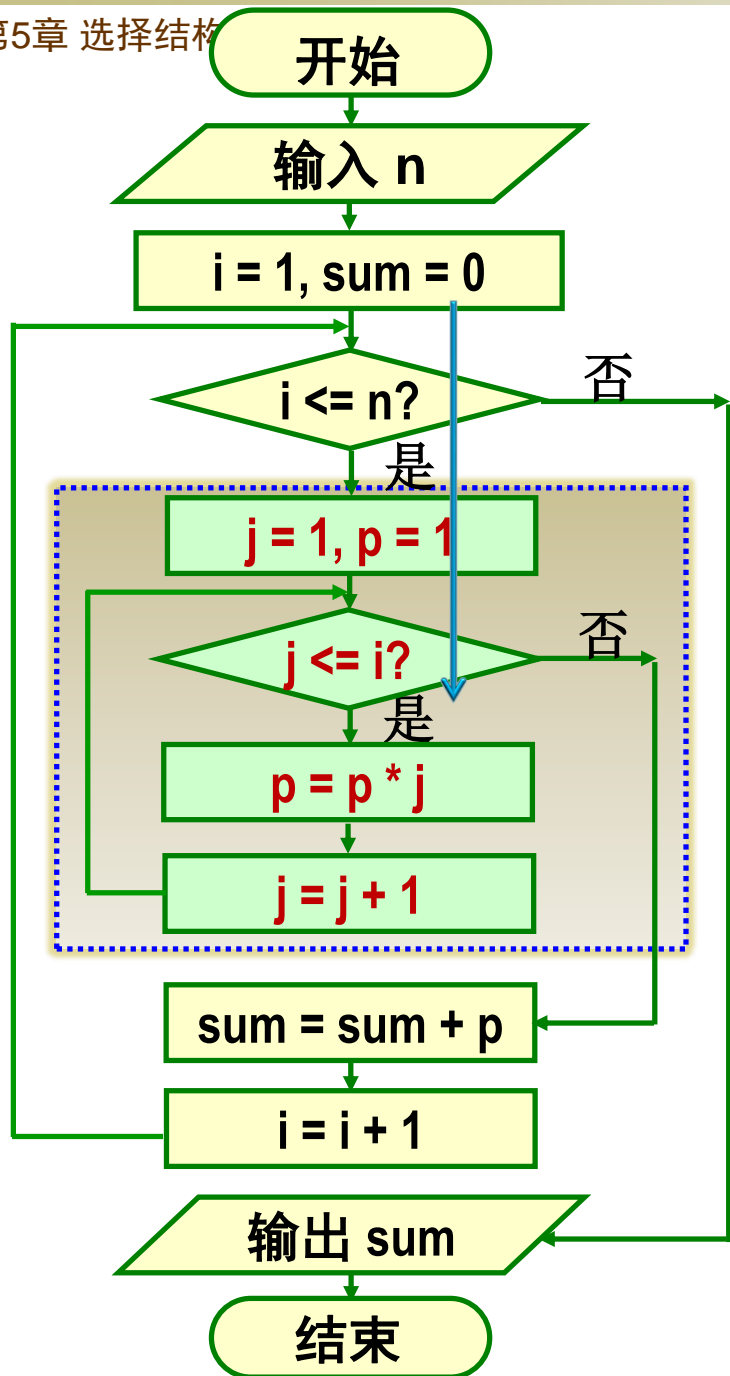 第5章 选择结构
开始
输入 n
i = 1, sum = 0
i <= n?
否
是
j = 1, p = 1
j <= i?
否
是
p = p * j
j = j + 1
sum = sum + p
i = i + 1
输出 sum
结束